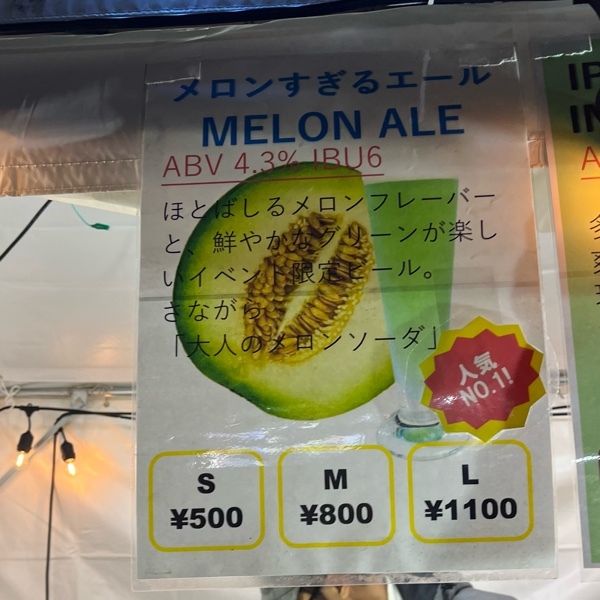 メロンすぎるエール
MELON ALE
ABV 4.3% IBU6
ほとばしるメロンフレーバー
と、鮮やかなグリーンが楽し
いイベント限定ビール。
さながら
「大人のメロンソーダ」
人気
NO.1!
S
¥500
M
¥800
L
¥1100
IP